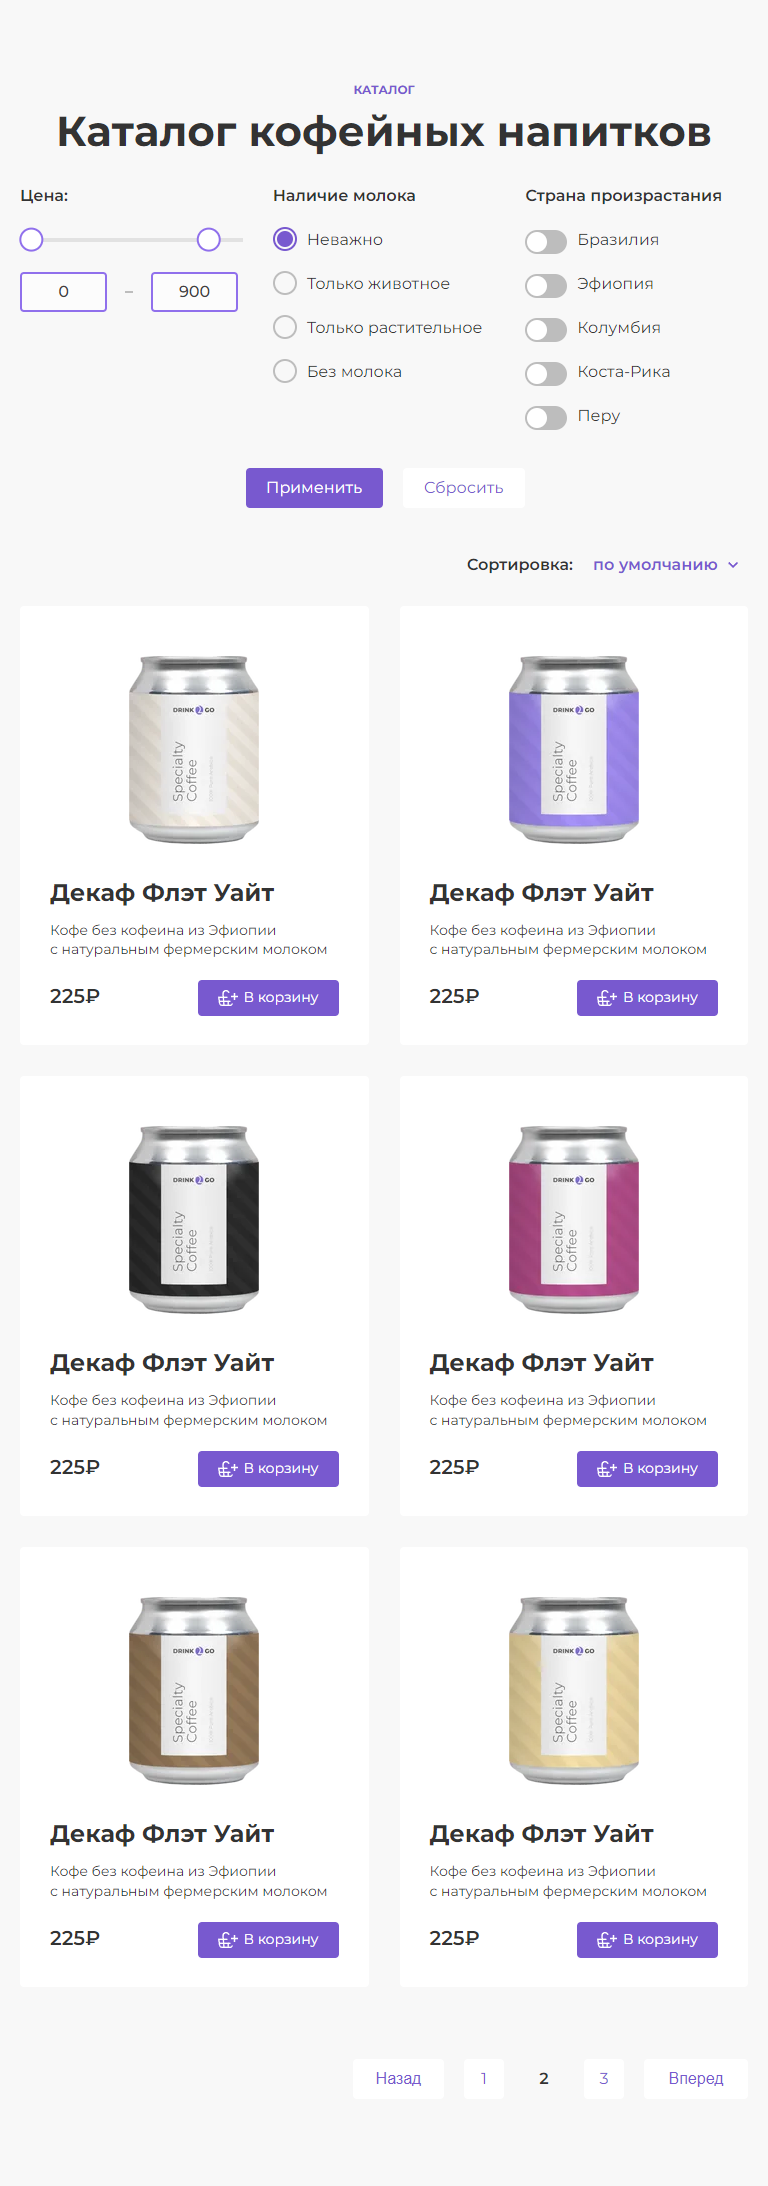 КАТАЛОГ
Каталог кофейных напитков
Цена:
0 – 900
Наличие молока
Неважно
Только животное
Только растительное
Без молока
Страна произрастания
Бразилия
Эфиопия
Колумбия
Коста-Рика
Перу
Применить
Сбросить
Сортировка: по умолчанию
DRINK 2 GO
Specialty
Coffee
Декаф Флэт Уайт
Кофе без кофеина из Эфиопии
с натуральным фермерским молоком
225₽
В корзину
DRINK 2 GO
Specialty
Coffee
Декаф Флэт Уайт
Кофе без кофеина из Эфиопии
с натуральным фермерским молоком
225₽
В корзину
DRINK 2 GO
Specialty
Coffee
Декаф Флэт Уайт
Кофе без кофеина из Эфиопии
с натуральным фермерским молоком
225₽
В корзину
DRINK 2 GO
Specialty
Coffee
Декаф Флэт Уайт
Кофе без кофеина из Эфиопии
с натуральным фермерским молоком
225₽
В корзину
DRINK 2 GO
Specialty
Coffee
Декаф Флэт Уайт
Кофе без кофеина из Эфиопии
с натуральным фермерским молоком
225₽
В корзину
DRINK 2 GO
Specialty
Coffee
Декаф Флэт Уайт
Кофе без кофеина из Эфиопии
с натуральным фермерским молоком
225₽
В корзину
Назад 1 2 3 Вперед